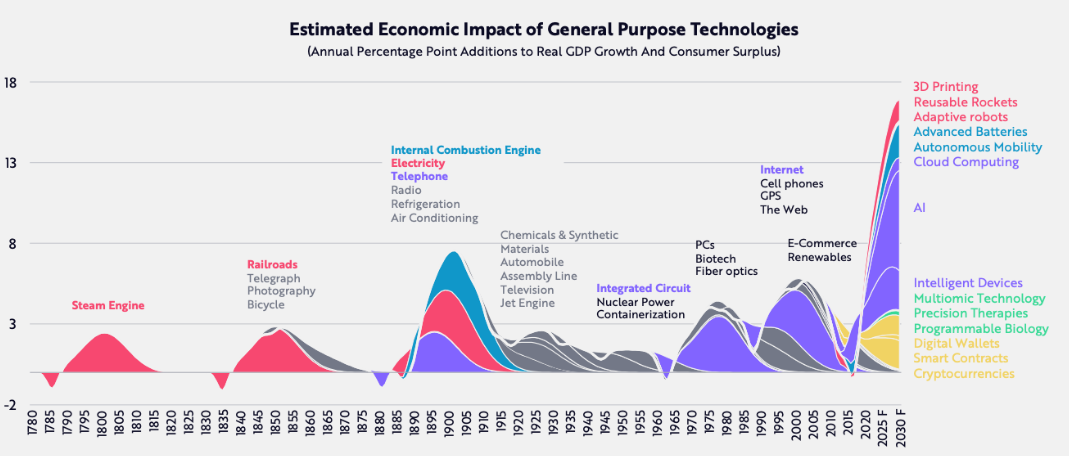 Estimated Economic Impact of General Purpose Technologies
(Annual Percentage Point Additions to Real GDP Growth And Consumer Surplus)
18
13
8
3
-2
Steam Engine
Railroads
Telegraph
Photography
Bicycle
Internal Combustion Engine
Electricity
Telephone
Radio
Refrigeration
Air Conditioning
Chemicals & Synthetic
Materials
Automobile
Assembly Line
Television
Jet Engine
Integrated Circuit
Nuclear Power
Containerization
PCs
Biotech
Fiber optics
Internet
Cell phones
GPS
The Web
E-Commerce
Renewables
3D Printing
Reusable Rockets
Adaptive robots
Advanced Batteries
Autonomous Mobility
Cloud Computing
AI
Intelligent Devices
Multiomic Technology
Precision Therapies
Programmable Biology
Digital Wallets
Smart Contracts
Cryptocurrencies
1780
1785
1790
1795
1800
1805
1810
1815
1820
1825
1830
1835
1840
1845
1850
1855
1860
1865
1870
1875
1880
1885
1890
1895
1900
1905
1910
1915
1920
1925
1930
1935
1940
1945
1950
1955
1960
1965
1970
1975
1980
1985
1990
1995
2000
2005
2010
2015
2020
2025 F
2030 F